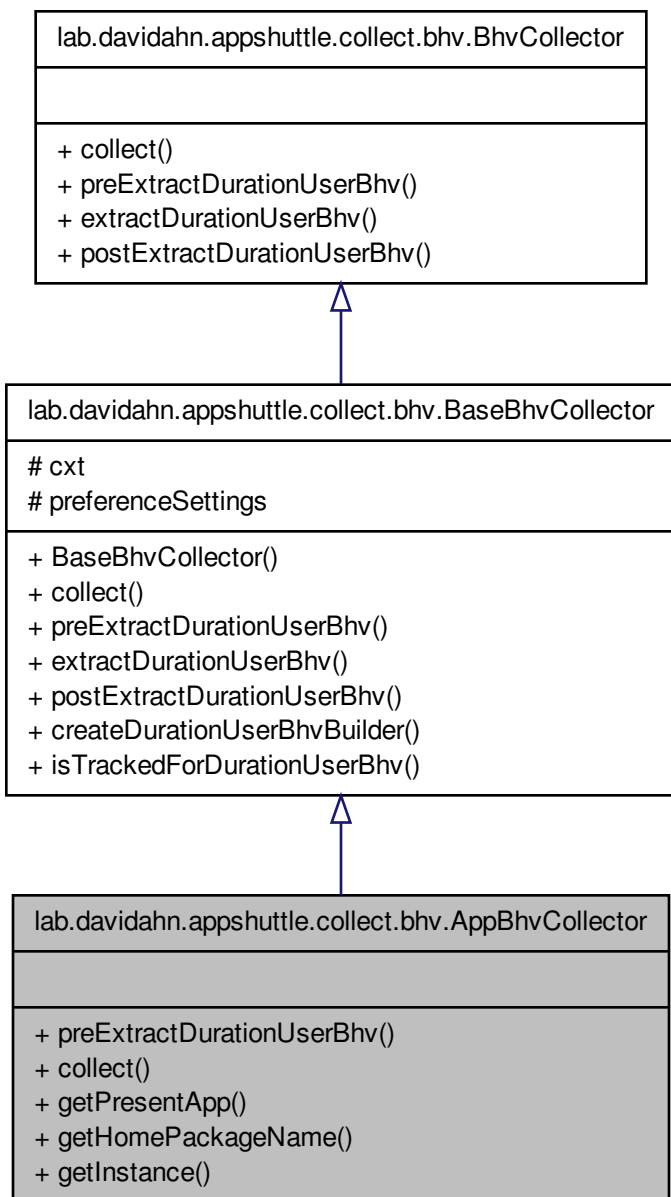 lab.davidahn.appshuttle.collect.bhv.BhvCollector
+ collect()
+ preExtractDurationUserBhv()
+ extractDurationUserBhv()
+ postExtractDurationUserBhv()
lab.davidahn.appshuttle.collect.bhv.BaseBhvCollector
# cxt
# preferenceSettings
+ BaseBhvCollector()
+ collect()
+ preExtractDurationUserBhv()
+ extractDurationUserBhv()
+ postExtractDurationUserBhv()
+ createDurationUserBhvBuilder()
+ isTrackedForDurationUserBhv()
lab.davidahn.appshuttle.collect.bhv.AppBhvCollector
+ preExtractDurationUserBhv()
+ collect()
+ getPresentApp()
+ getHomePackageName()
+ getInstance()